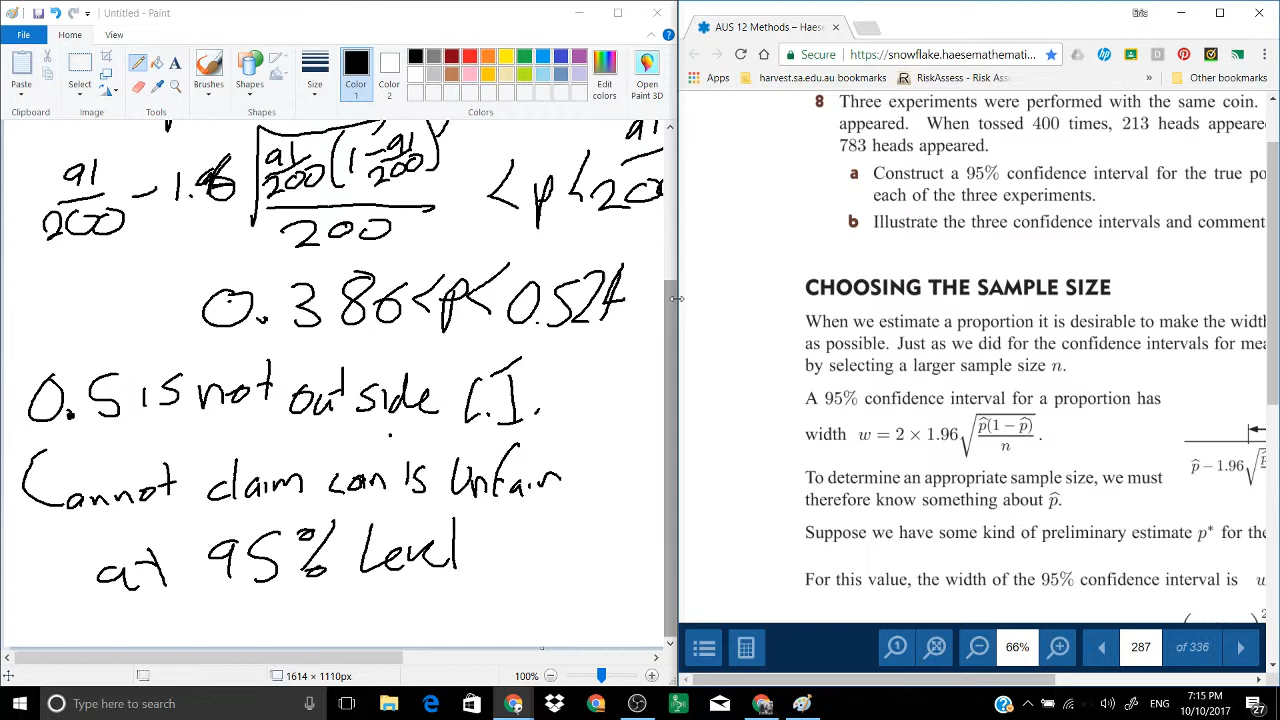 Untitled - Paint
File
Home
View
Paste
Select
Brushes
Shapes
Size
Color
1
Color
2
Edit
colors
Open
Paint 3D
Clipboard
Image
Tools
Shapes
Colors
91/200 - 1.96 √(91/200 (1 - 91/200) / 200) < p < 91/200
0.386 < p < 0.524
0.5 is not outside C.I.
Cannot claim coin is Unfair
at 95% Level
100%
1614 × 1110px
Eric
AUS 12 Methods – Haese
Secure
https://snowflake.haesemathemati...
Apps
harvest.sa.edu.au bookmarks
RiskAssess - Risk Asse
»
Other bookmarks
8 Three experiments were performed with the same coin.
appeared. When tossed 400 times, 213 heads appeare
783 heads appeared.
a Construct a 95% confidence interval for the true po
each of the three experiments.
b Illustrate the three confidence intervals and comment
CHOOSING THE SAMPLE SIZE
When we estimate a proportion it is desirable to make the width
as possible. Just as we did for the confidence intervals for mea
by selecting a larger sample size n.
A 95% confidence interval for a proportion has
width w = 2 × 1.96 √(p̂(1 − p̂)/n) .
p̂ − 1.96 √
To determine an appropriate sample size, we must
therefore know something about p̂.
Suppose we have some kind of preliminary estimate p* for the
For this value, the width of the 95% confidence interval is w
66%
287
of 336
Type here to search
7:15 PM
10/10/2017
27